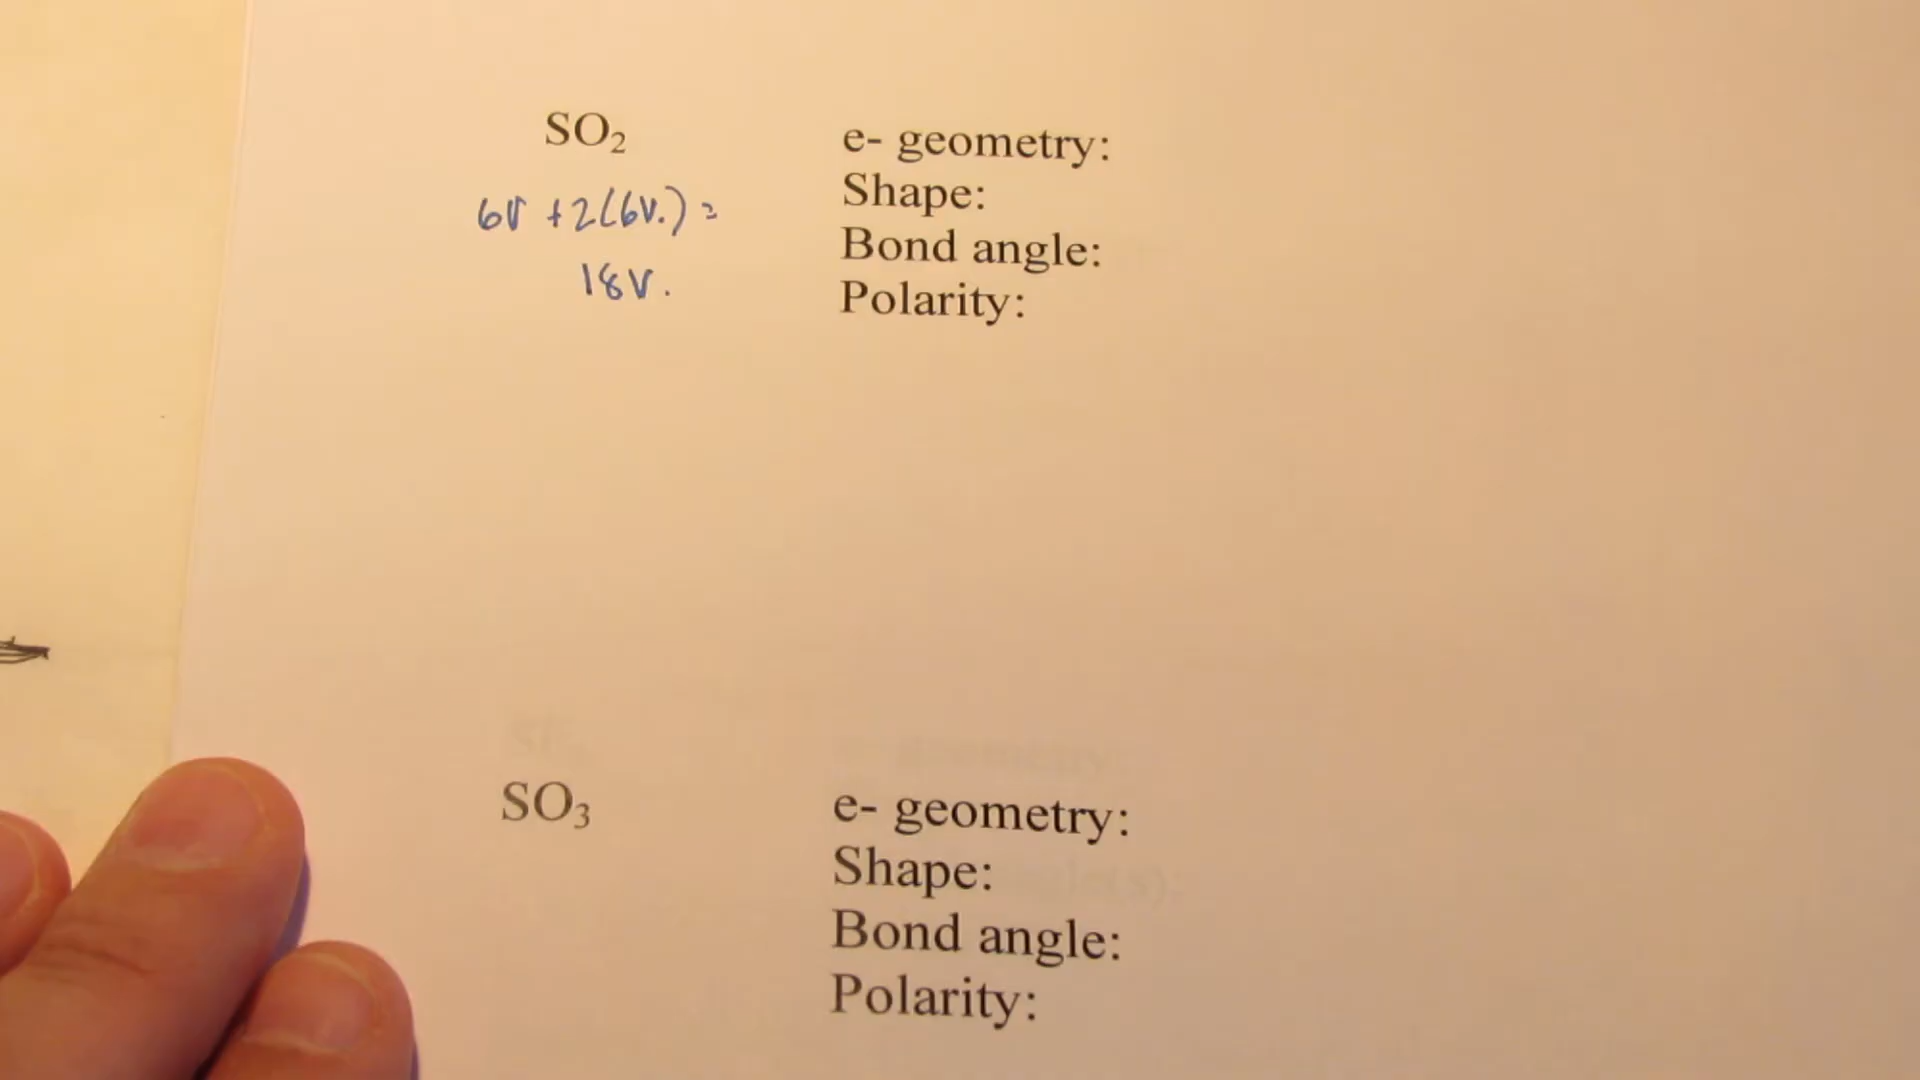 SO₂
6V + 2(6V.) =
18V.
e- geometry:
Shape:
Bond angle:
Polarity:
SO₃
e- geometry:
Shape:
Bond angle:
Polarity: